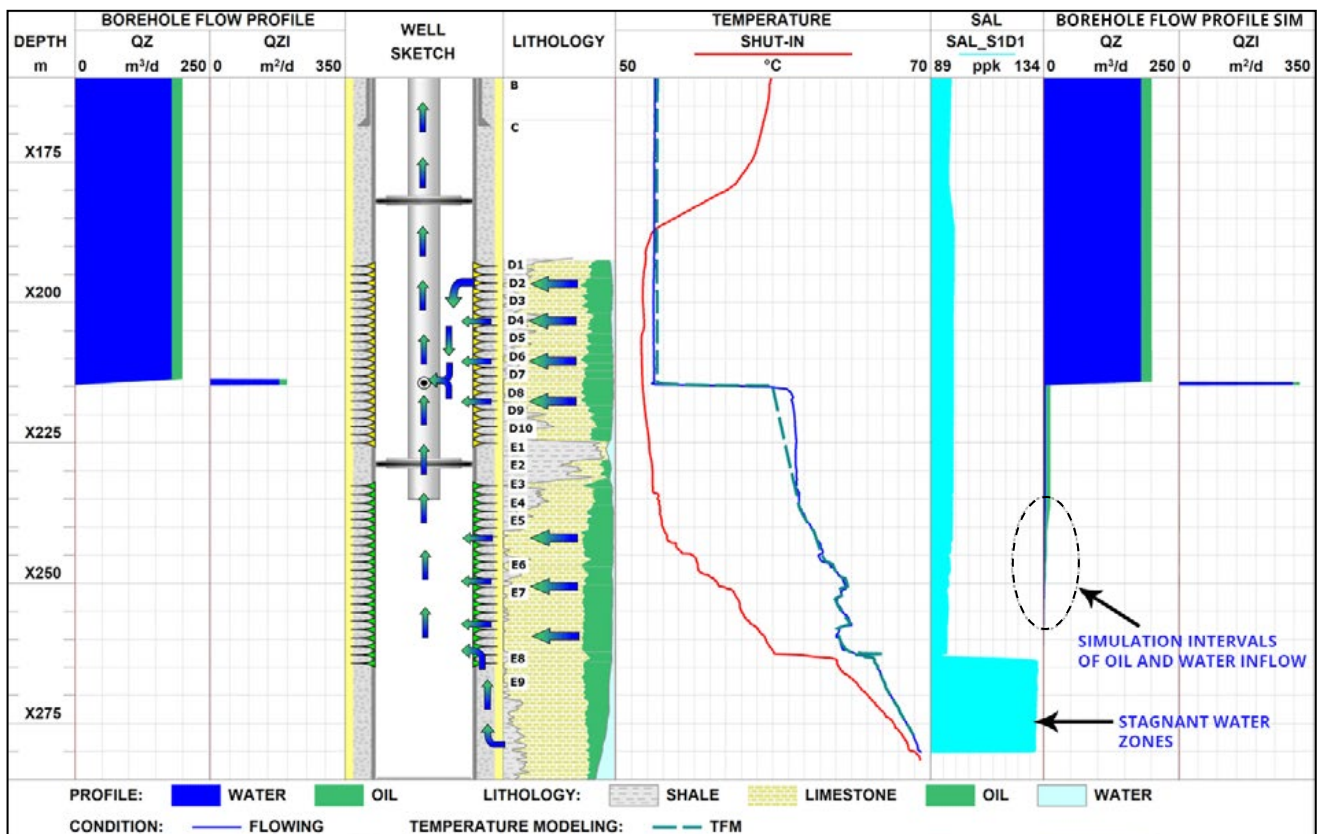 BOREHOLE FLOW PROFILE
TEMPERATURE
SAL
BOREHOLE FLOW PROFILE SIM
DEPTH
QZ
QZI
WELL
SKETCH
LITHOLOGY
SHUT-IN
SAL_S1D1
QZ
QZI
m
0 m³/d 250
0 m²/d 350
50 °C 70
89 ppk 134
0 m³/d 250
0 m²/d 350
B
C
X175
D1
D2
X200
D3
D4
D5
D6
D7
D8
D9
D10
X225
E1
E2
E3
E4
E5
E6
X250
E7
E8
E9
X275
SIMULATION INTERVALS
OF OIL AND WATER INFLOW
STAGNANT WATER
ZONES
PROFILE: WATER OIL LITHOLOGY: SHALE LIMESTONE OIL WATER
CONDITION: FLOWING TEMPERATURE MODELING: TFM